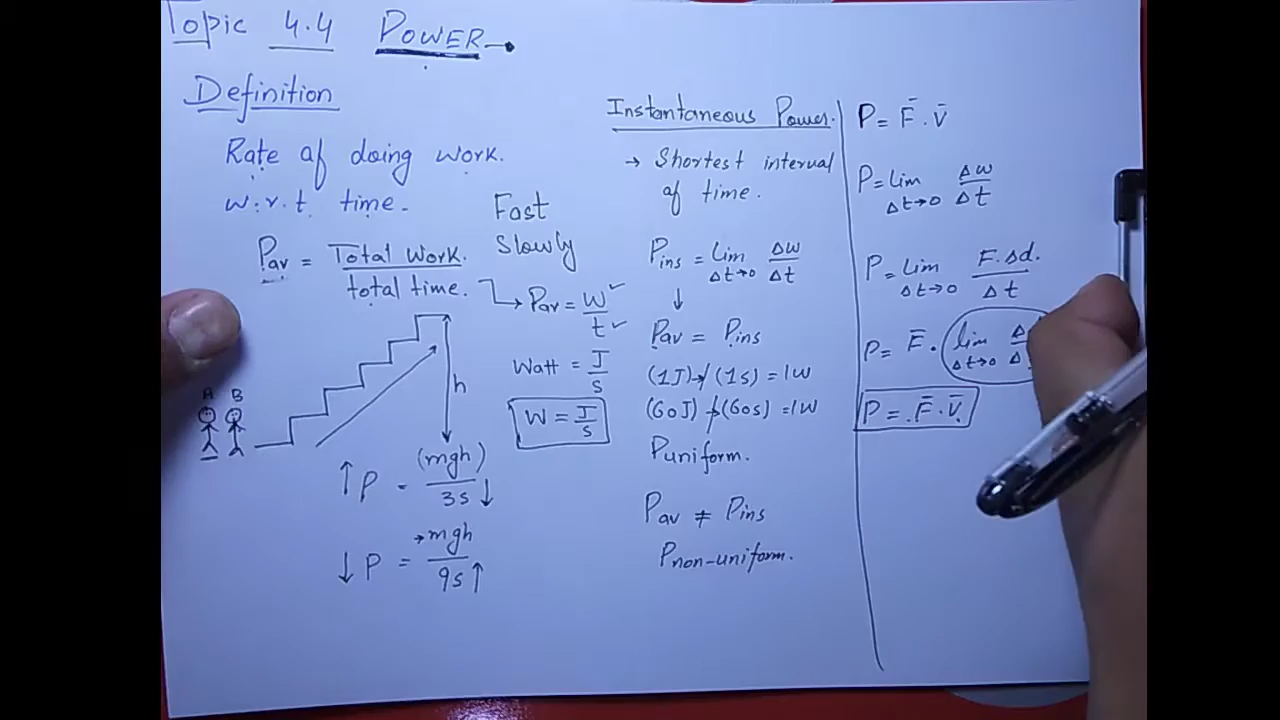 Topic 4.4 POWER
Definition
Rate of doing work.
w.r.t. time.
Pav = Total Work. / total time.
Fast
Slowly
→ Pav = W / t
Watt = J / S
W = J / S
A B
h
↑ P = (mgh) / 3s ↓
↓ P = mgh / 9s ↑
Instantaneous Power.
→ Shortest interval
of time.
Pins = Lim Δt→0 Δw / Δt
↓
Pav = Pins
(1J) / (1s) = 1W
(60J) / (60s) = 1W
Puniform.
Pav ≠ Pins
Pnon-uniform.
P = F̄ . V̄
P = Lim Δt→0 Δw / Δt
P = Lim Δt→0 F. Δd. / Δt
P = F̄ . lim Δt→0 Δ / Δ
P = . F̄ . V̄.